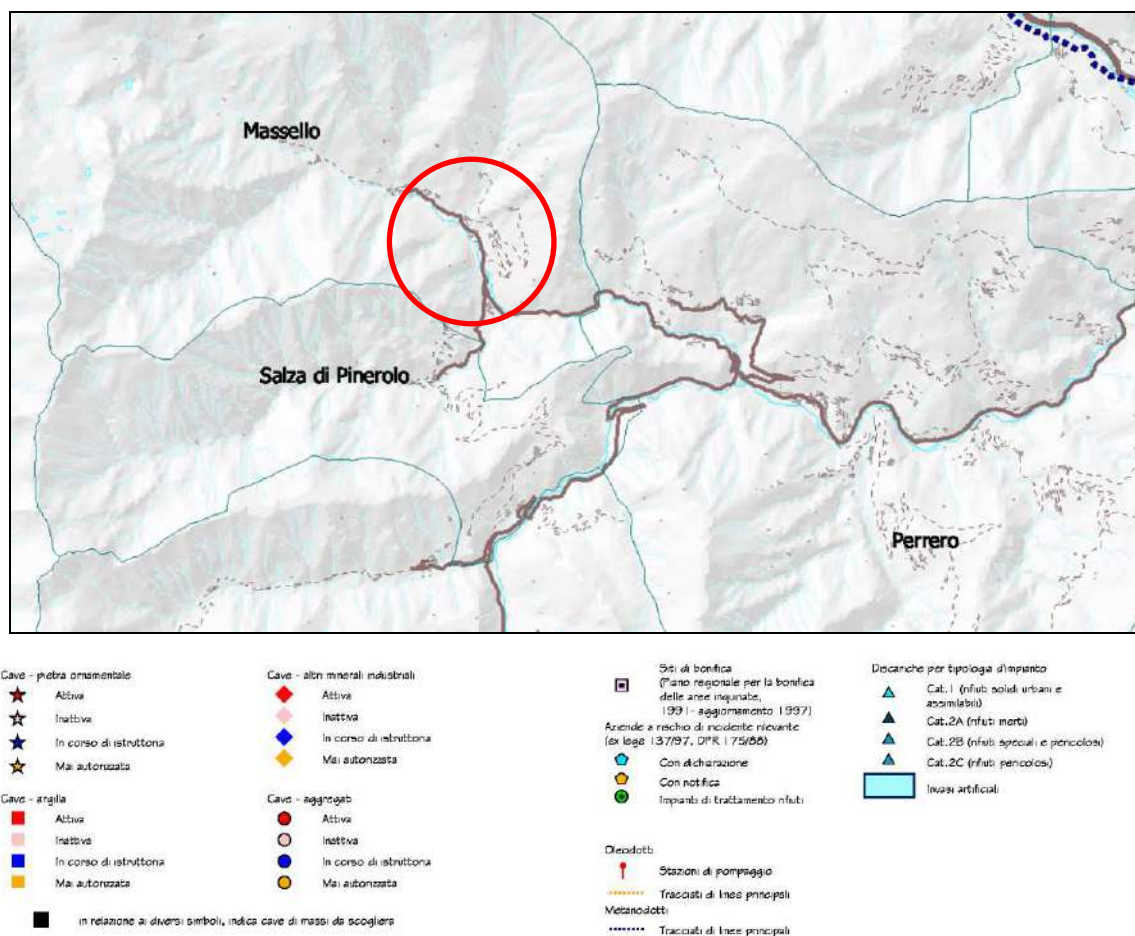 Massello
Salza di Pinerolo
Perrero
Cave - pietra ornamentale
Attiva
Inattiva
In corso di istruttoria
Mai autorizzata
Cave - altri minerali industriali
Attiva
Inattiva
In corso di istruttoria
Mai autorizzata
Cave - argilla
Attiva
Inattiva
In corso di istruttoria
Mai autorizzata
Cave - aggregati
Attiva
Inattiva
In corso di istruttoria
Mai autorizzata
in relazione ai diversi simboli, indica cave di massi da scogliera
Siti di bonifica
(Piano regionale per la bonifica
delle aree inquinate,
1991- aggiornamento 1997)
Aziende a rischio di incidente rilevante
(ex lege 137/97, DPR 175/88)
Con dichiarazione
Con notifica
Impianti di trattamento rifiuti
Oleodotti
Stazioni di pompaggio
Tracciati di linee principali
Metanodotti
Tracciati di linee principali
Discariche per tipologia d'impianto
Cat.1 (rifiuti solidi urbani e
assimilabili)
Cat.2A (rifiuti inerti)
Cat.2B (rifiuti speciali e pericolosi)
Cat.2C (rifiuti pericolosi)
Invasi artificiali